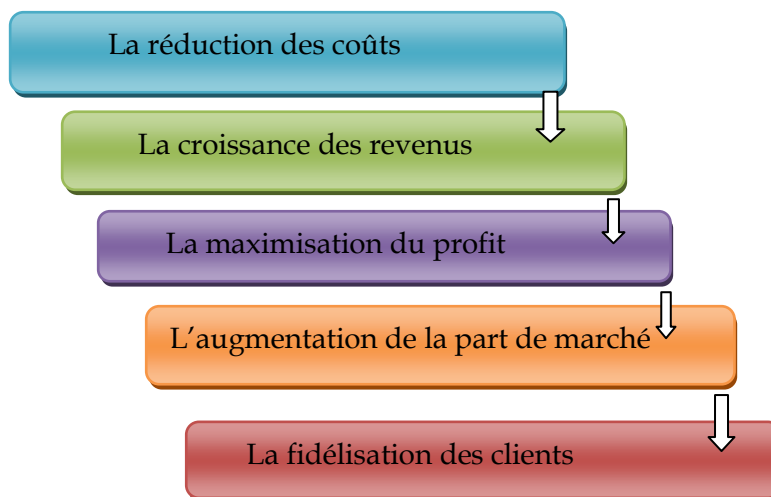 La réduction des coûts
La croissance des revenus
La maximisation du profit
L’augmentation de la part de marché
La fidélisation des clients